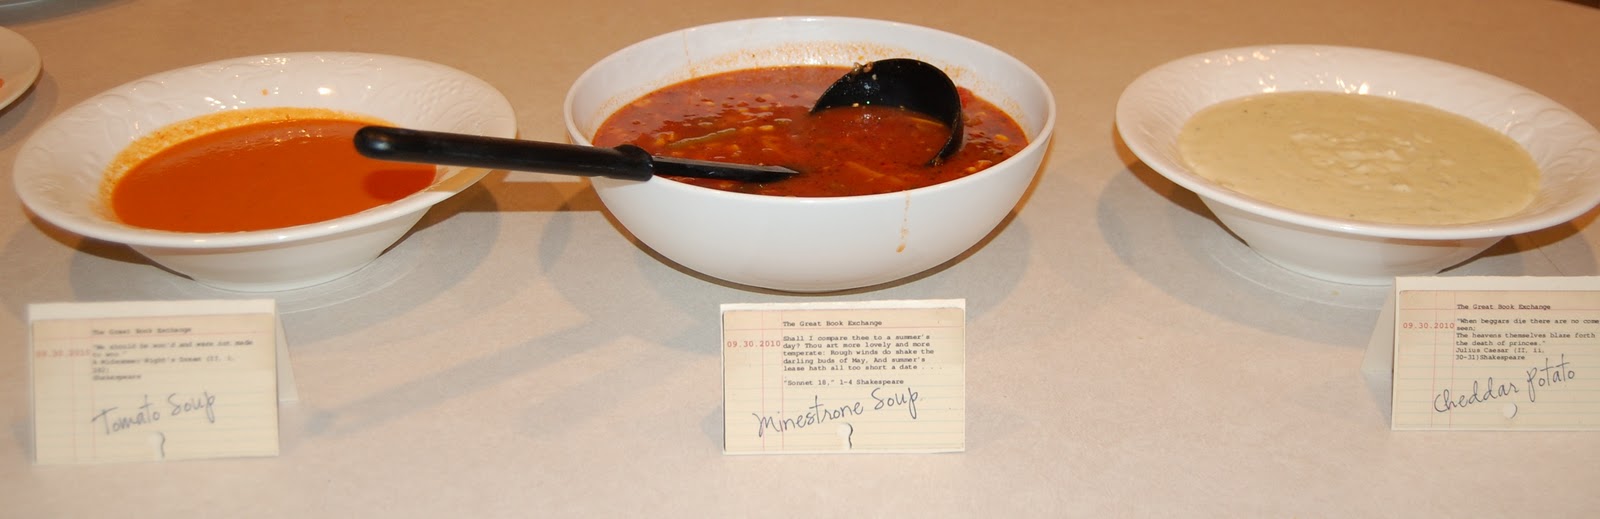 The Great Book Exchange
09.30.2010
"We should be woo'd and were not made
to woo."
A Midsummer Night's Dream (II. i,
Shakespeare
Tomato Soup
The Great Book Exchange
09.30.2010
Shall I compare thee to a summer's
day? Thou art more lovely and more
temperate: Rough winds do shake the
darling buds of May, And summer's
lease hath all too short a date . . .
"Sonnet 18," 1-4 Shakespeare
Minestrone Soup
The Great Book Exchange
09.30.2010
"When beggars die there are no come
seen;
The heavens themselves blaze forth
the death of princes."
Julius Caesar (II. ii.
30-31)Shakespeare
Cheddar Potato